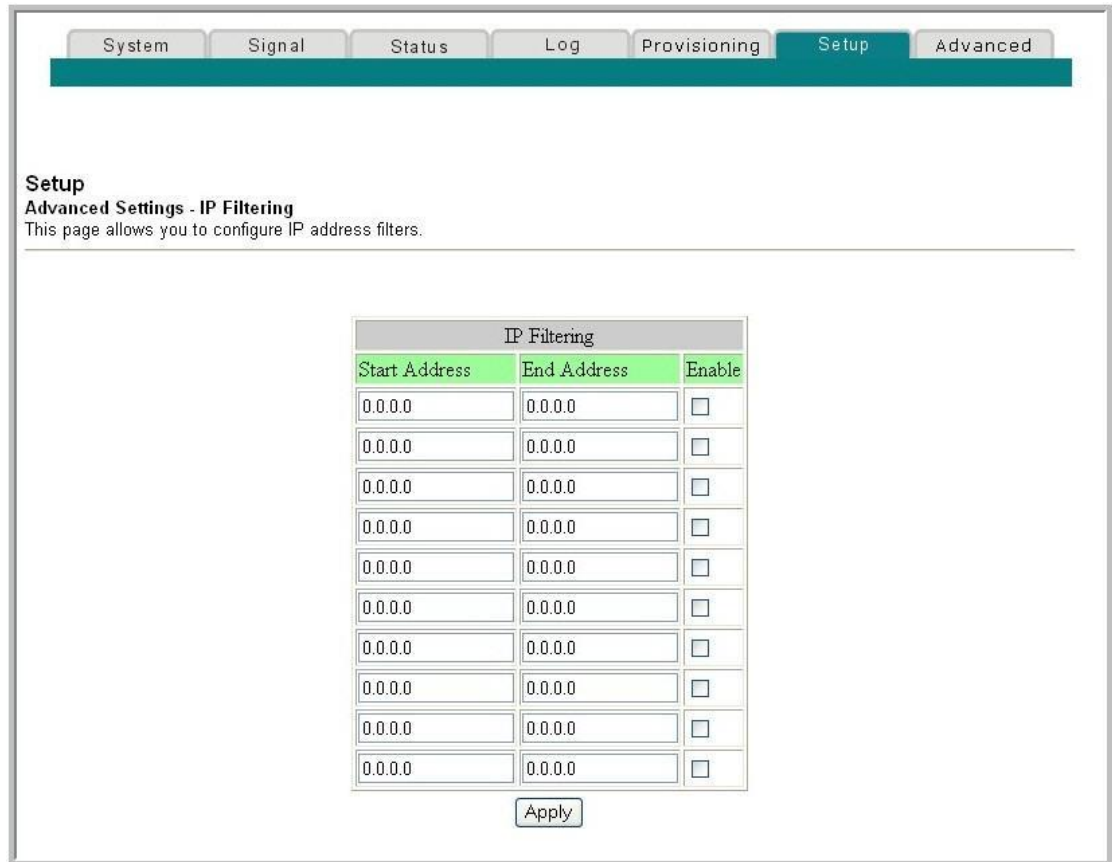 System Signal Status Log Provisioning Setup Advanced
Setup
Advanced Settings - IP Filtering
This page allows you to configure IP address filters.
IP Filtering
Start Address End Address Enable
0.0.0.0 0.0.0.0
0.0.0.0 0.0.0.0
0.0.0.0 0.0.0.0
0.0.0.0 0.0.0.0
0.0.0.0 0.0.0.0
0.0.0.0 0.0.0.0
0.0.0.0 0.0.0.0
0.0.0.0 0.0.0.0
0.0.0.0 0.0.0.0
0.0.0.0 0.0.0.0
Apply